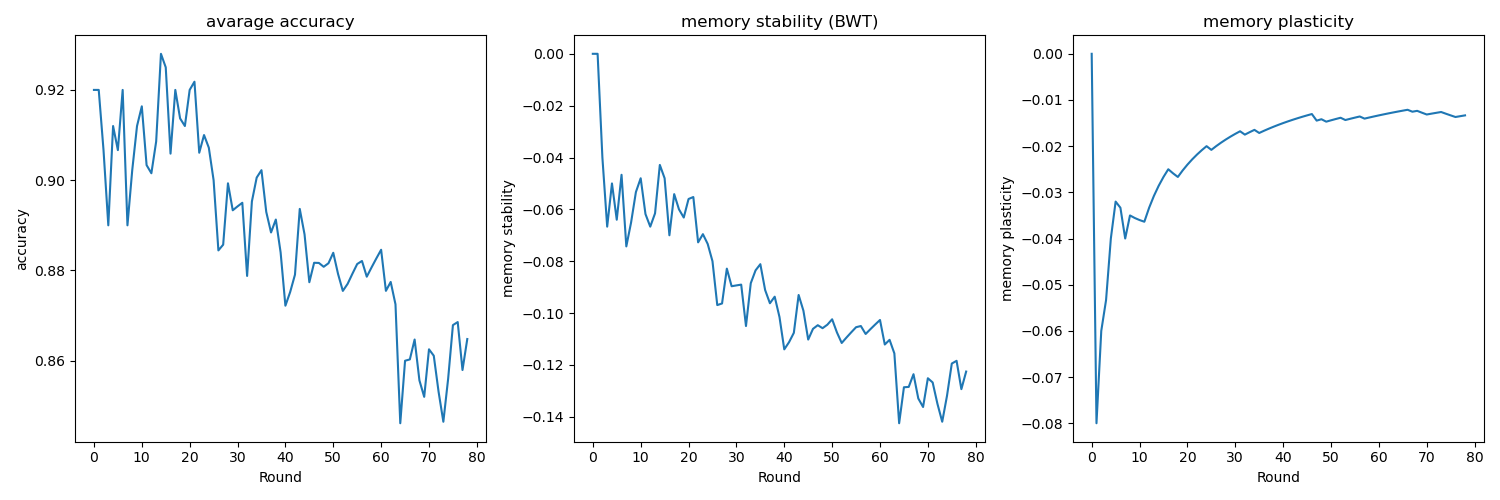 avarage accuracy
accuracy
0.92
0.90
0.88
0.86
0 10 20 30 40 50 60 70 80
Round
memory stability (BWT)
memory stability
0.00
−0.02
−0.04
−0.06
−0.08
−0.10
−0.12
−0.14
0 10 20 30 40 50 60 70 80
Round
memory plasticity
memory plasticity
0.00
−0.01
−0.02
−0.03
−0.04
−0.05
−0.06
−0.07
−0.08
0 10 20 30 40 50 60 70 80
Round